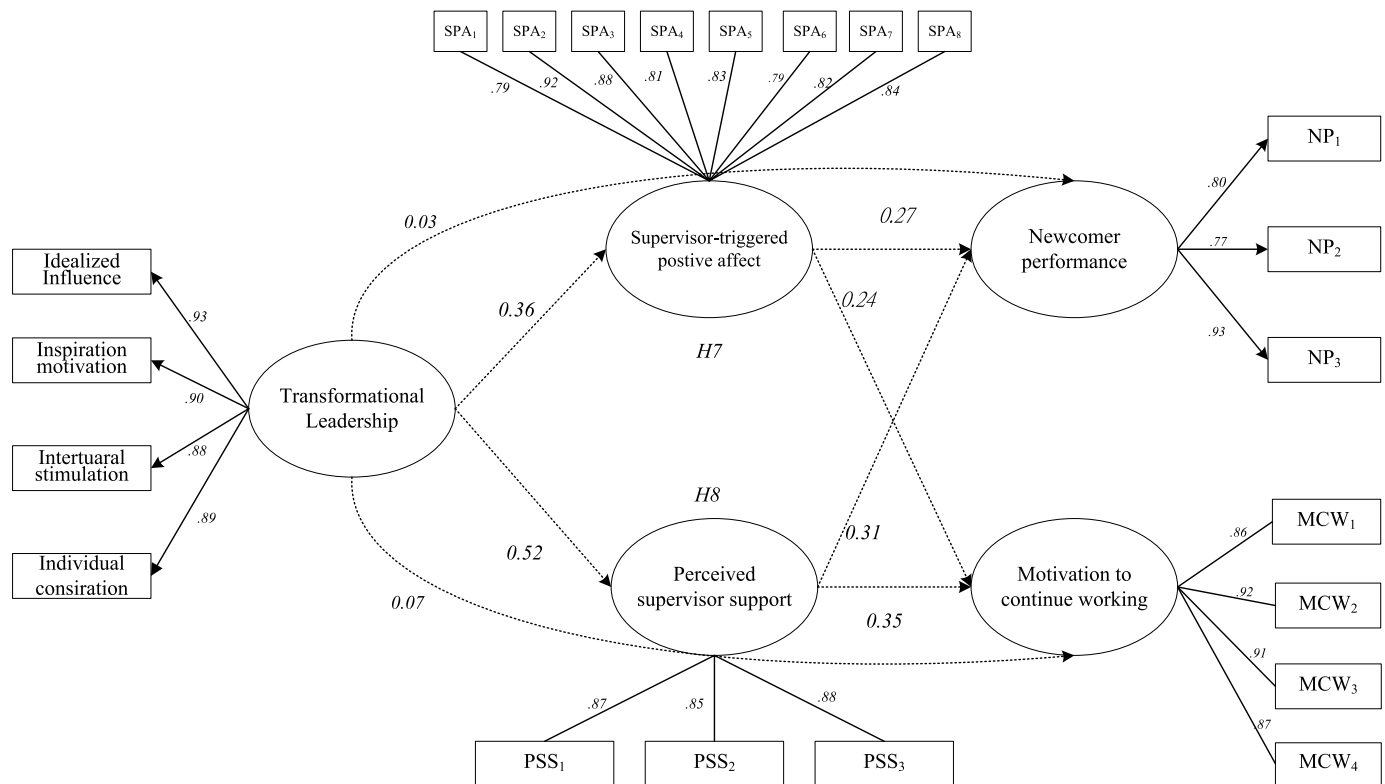 SPA₁ SPA₂ SPA₃ SPA₄ SPA₅ SPA₆ SPA₇ SPA₈
.79 .92 .88 .81 .83 .79 .82 .84
NP₁
.80
0.03
0.27
Supervisor-triggered
postive affect
Newcomer
performance
.77
NP₂
Idealized
Influence
.93
0.36
0.24
.93
NP₃
H7
Inspiration
motivation
.90
Transformational
Leadership
Intertuaral
stimulation
.88
H8
.89
MCW₁
.86
0.52
0.31
Individual
consiration
Perceived
supervisor support
Motivation to
continue working
.92
MCW₂
0.07
0.35
.91
MCW₃
.87 .85 .88
.87
PSS₁ PSS₂ PSS₃
MCW₄